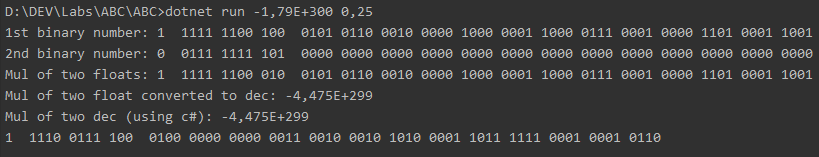 D:\DEV\Labs\ABC\ABC>dotnet run -1,79E+300 0,25
1st binary number: 1  1111 1100 100  0101 0110 0010 0000 1000 0001 1000 0111 0001 0000 1101 0001 1001
2nd binary number: 0  0111 1111 101  0000 0000 0000 0000 0000 0000 0000 0000 0000 0000 0000 0000 0000
Mul of two floats: 1  1111 1100 010  0101 0110 0010 0000 1000 0001 1000 0111 0001 0000 1101 0001 1001
Mul of two float converted to dec: -4,475E+299
Mul of two dec (using c#): -4,475E+299
1  1110 0111 100  0100 0000 0000 0011 0010 0010 1010 0001 1011 1111 0001 0001 0110